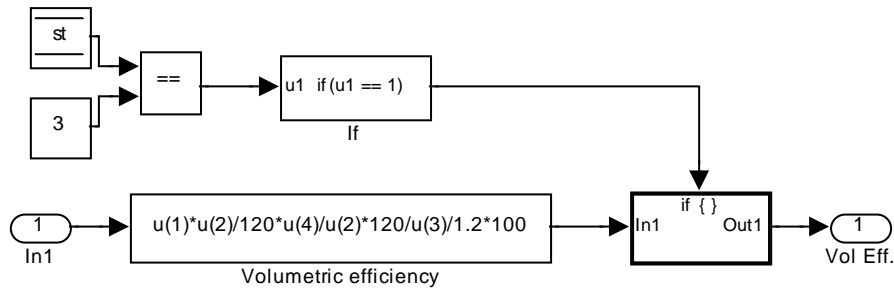 st
==
u1 if(u1 == 1)
3
If
if { }
1
u(1)*u(2)/120*u(4)/u(2)*120/u(3)/1.2*100
In1
Out1
1
In1
Volumetric efficiency
Vol Eff.